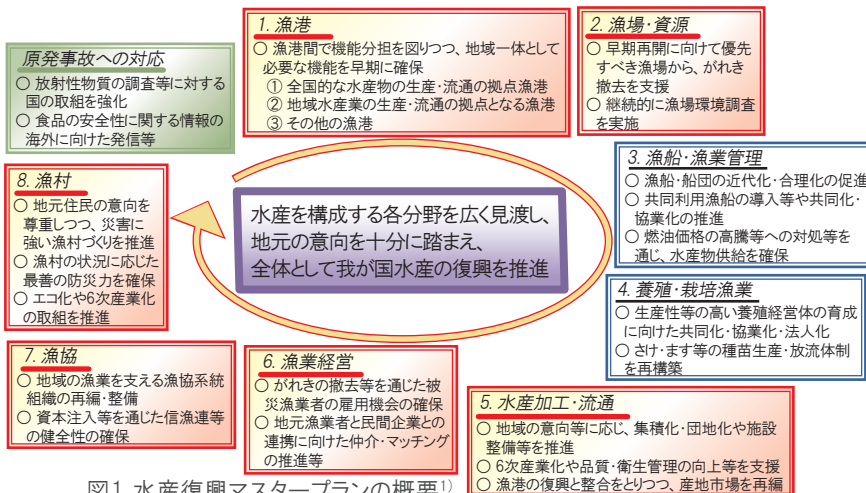 1. 漁港
○ 漁港間で機能分担を図りつつ、地域一体として
必要な機能を早期に確保
① 全国的な水産物の生産・流通の拠点漁港
② 地域水産業の生産・流通の拠点となる漁港
③ その他の漁港
2. 漁場・資源
○ 早期再開に向けて優先
すべき漁場から、がれき
撤去を支援
○ 継続的に漁場環境調査
を実施
原発事故への対応
○ 放射性物質の調査等に対する
国の取組を強化
○ 食品の安全性に関する情報の
海外に向けた発信等
3. 漁船・漁業管理
○ 漁船・船団の近代化・合理化の促進
○ 共同利用漁船の導入等や共同化・
協業化の推進
○ 燃油価格の高騰等への対処等を
通じ、水産物供給を確保
8. 漁村
○ 地元住民の意向を
尊重しつつ、災害に
強い漁村づくりを推進
○ 漁村の状況に応じた
最善の防災力を確保
○ エコ化や6次産業化
の取組を推進
水産を構成する各分野を広く見渡し、
地元の意向を十分に踏まえ、
全体として我が国水産の復興を推進
4. 養殖・栽培漁業
○ 生産性等の高い養殖経営体の育成
に向けた共同化・協業化・法人化
○ さけ・ます等の種苗生産・放流体制
を再構築
7. 漁協
○ 地域の漁業を支える漁協系統
組織の再編・整備
○ 資本注入等を通じた信漁連等
の健全性の確保
6. 漁業経営
○ がれきの撤去等を通じた被
災漁業者の雇用機会の確保
○ 地元漁業者と民間企業との
連携に向けた仲介・マッチング
の推進等
5. 水産加工・流通
○ 地域の意向等に応じ、集積化・団地化や施設
整備等を推進
○ 6次産業化や品質・衛生管理の向上等を支援
○ 漁港の復興と整合をとりつつ、産地市場を再編
図1 水産復興マスタープランの概要1)